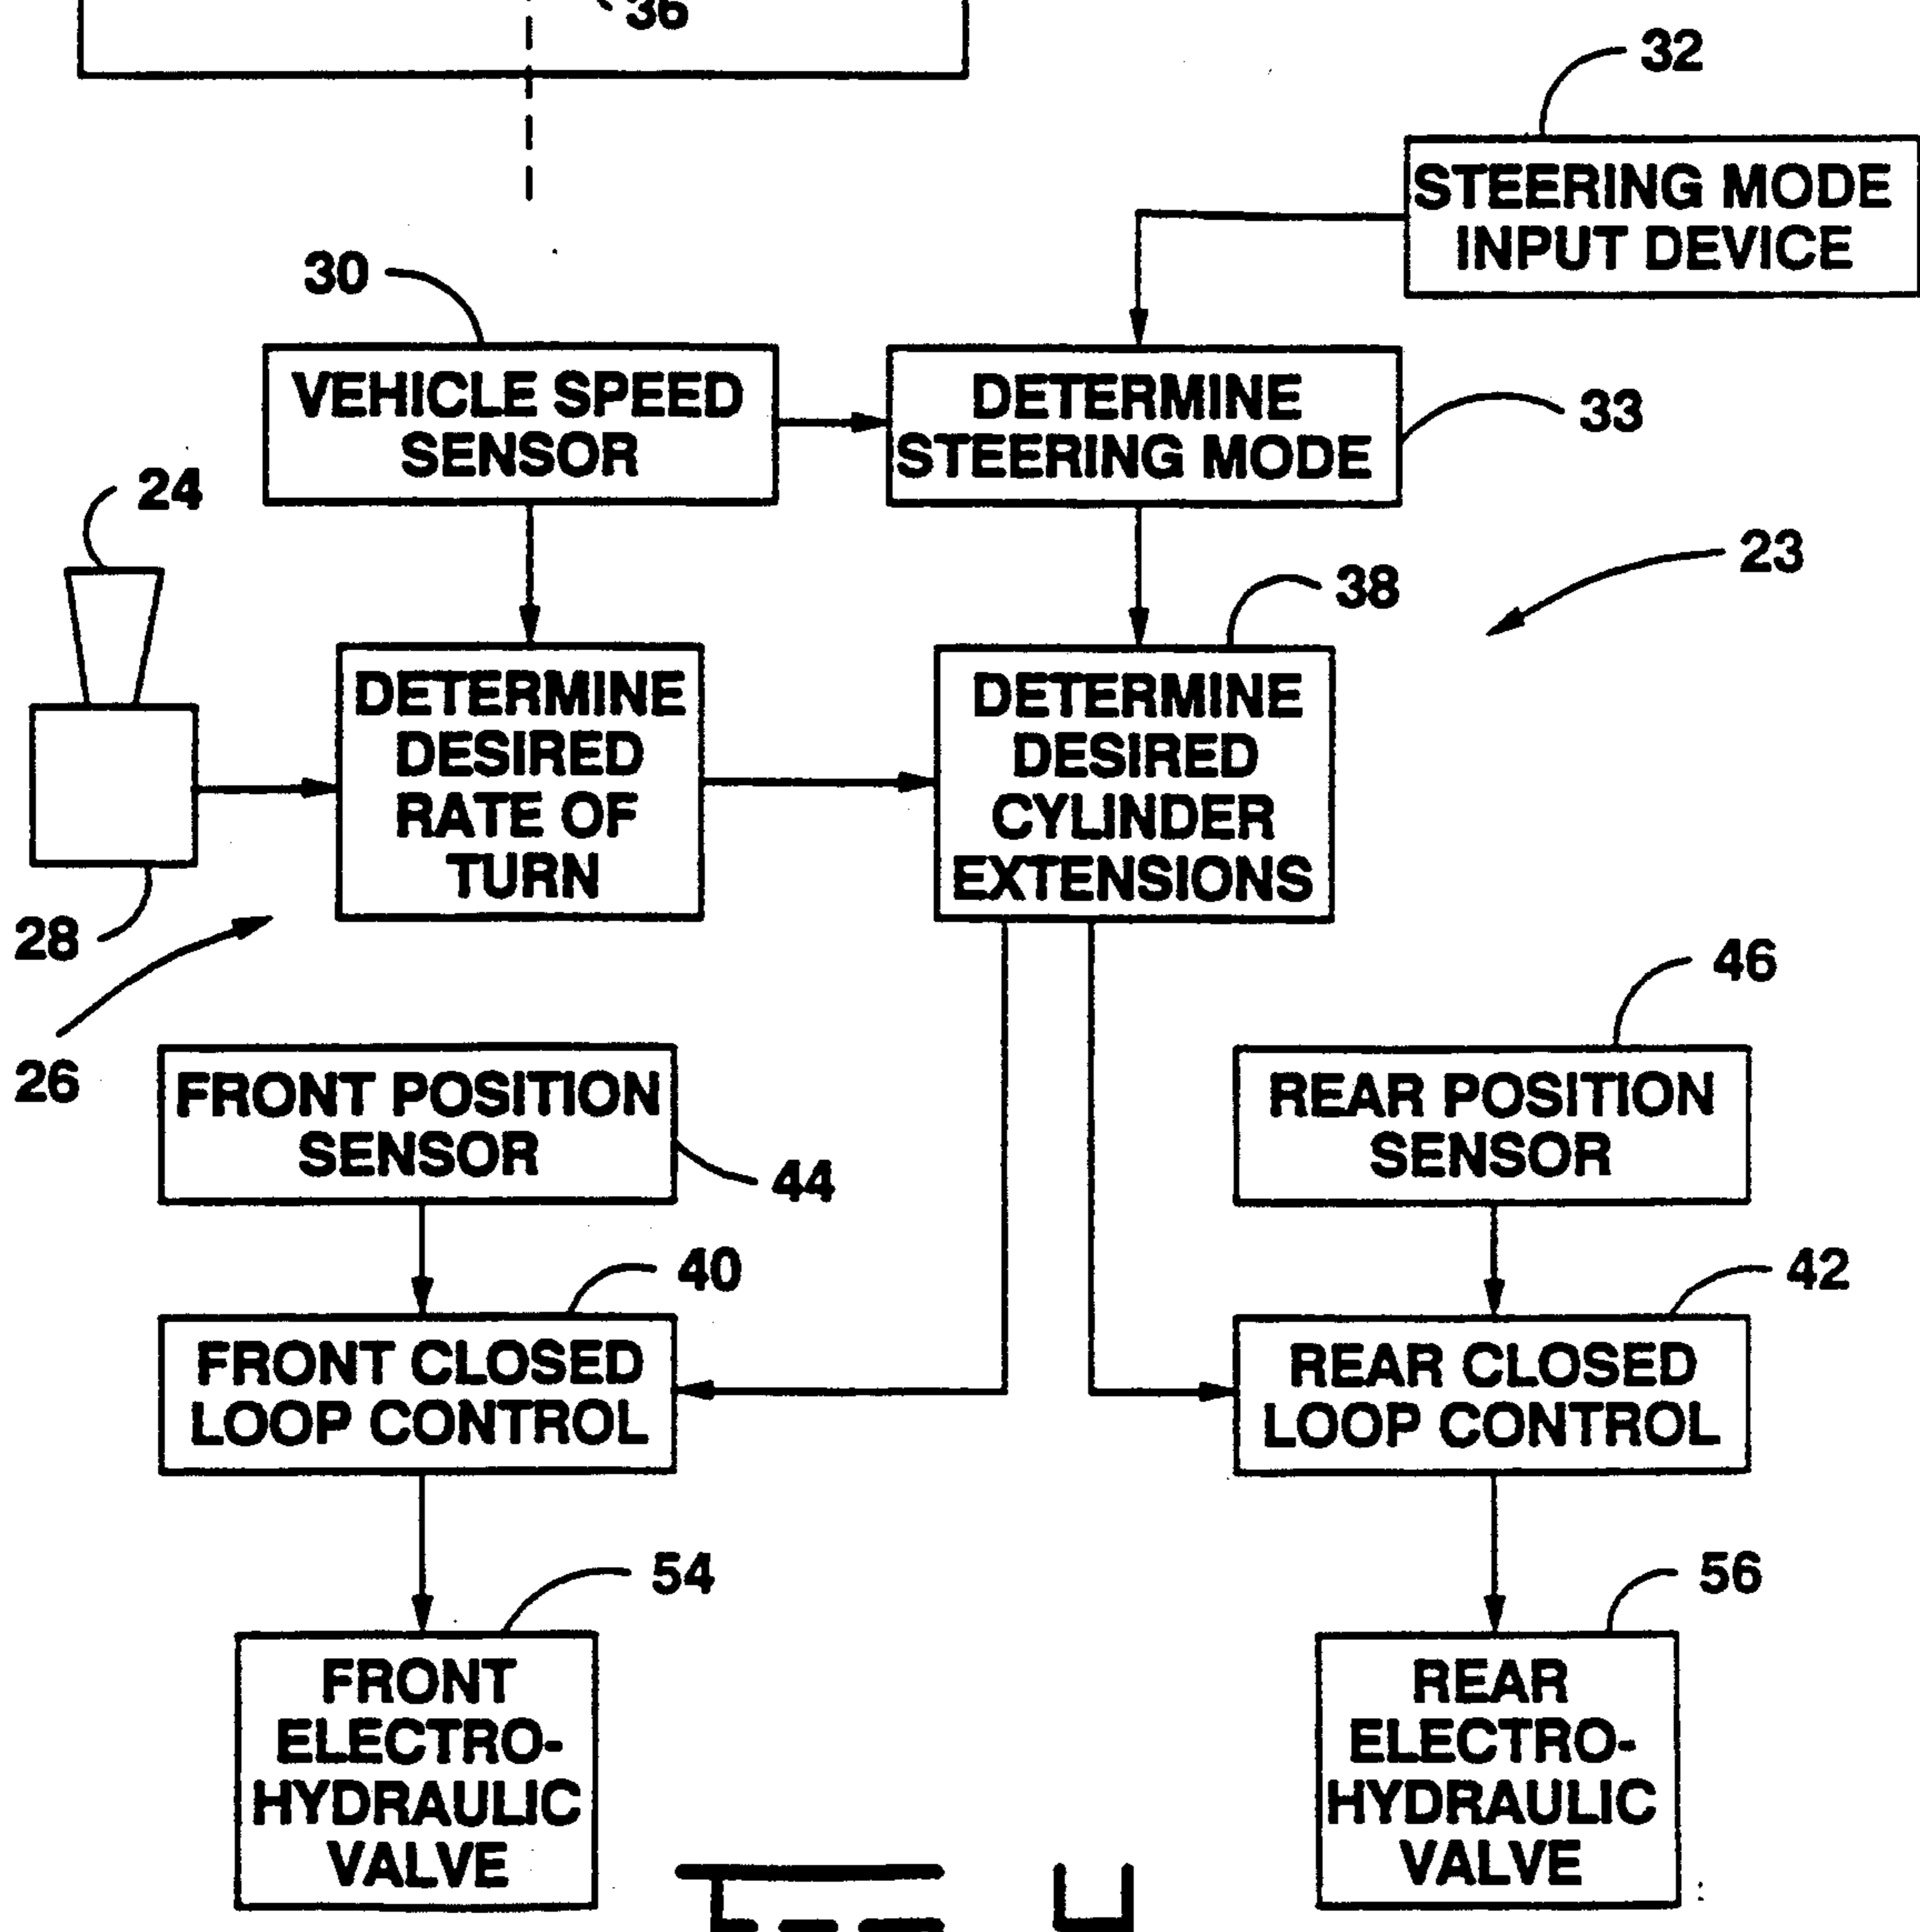 36
32
STEERING MODE
INPUT DEVICE
30
VEHICLE SPEED
SENSOR
DETERMINE
STEERING MODE
33
24
23
38
DETERMINE
DESIRED
RATE OF
TURN
DETERMINE
DESIRED
CYLINDER
EXTENSIONS
28
26
46
FRONT POSITION
SENSOR
44
REAR POSITION
SENSOR
40
42
FRONT CLOSED
LOOP CONTROL
REAR CLOSED
LOOP CONTROL
54
56
FRONT
ELECTRO-
HYDRAULIC
VALVE
REAR
ELECTRO-
HYDRAULIC
VALVE